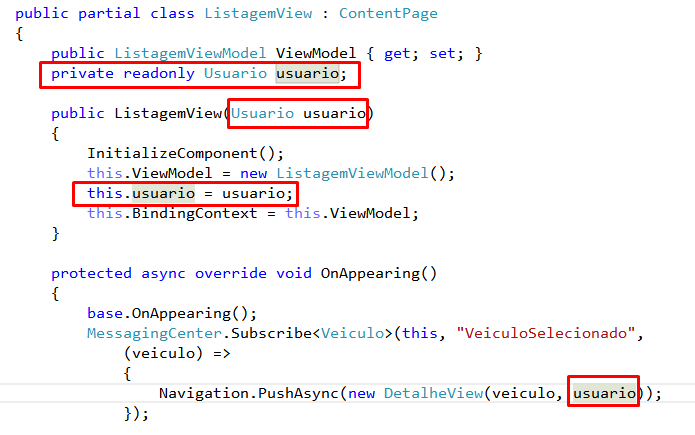 public partial class ListagemView : ContentPage
{
public ListagemViewModel ViewModel { get; set; }
private readonly Usuario usuario;
public ListagemView(Usuario usuario)
{
InitializeComponent();
this.ViewModel = new ListagemViewModel();
this.usuario = usuario;
this.BindingContext = this.ViewModel;
}
protected async override void OnAppearing()
{
base.OnAppearing();
MessagingCenter.Subscribe<Veiculo>(this, "VeiculoSelecionado",
(veiculo) =>
{
Navigation.PushAsync(new DetalheView(veiculo, usuario));
});